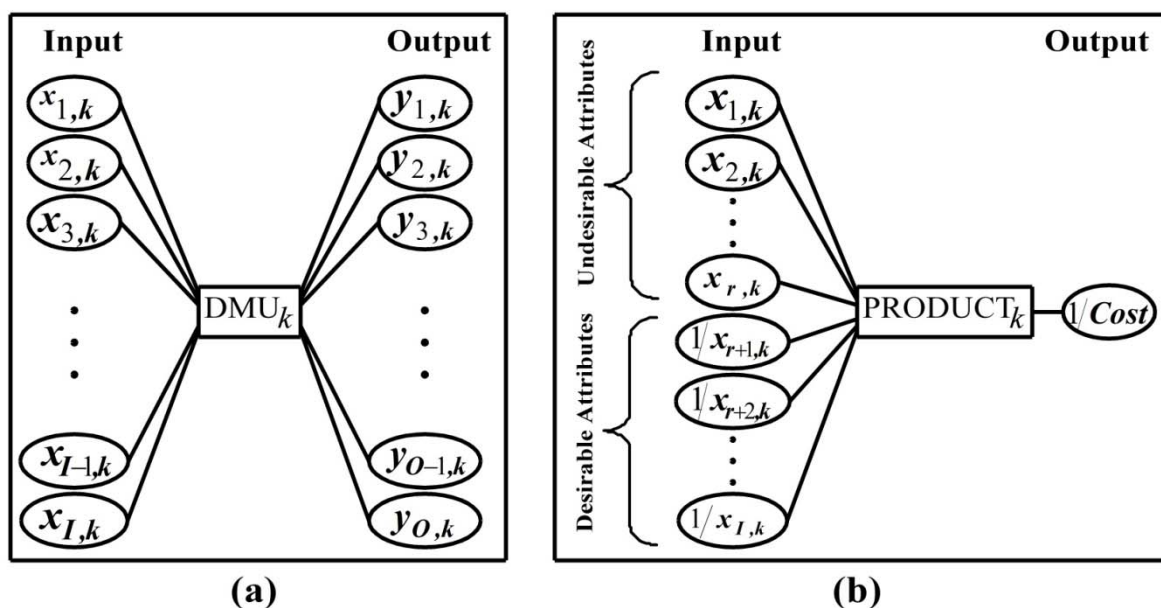 Input Output
x1,k
x2,k
x3,k
xI–1,k
xI,k
DMUk
y1,k
y2,k
y3,k
yO–1,k
yO,k
(a)
Input Output
Undesirable Attributes
x1,k
x2,k
xr,k
Desirable Attributes
1/xr+1,k
1/xr+2,k
1/xI,k
PRODUCTk
1/Cost
(b)